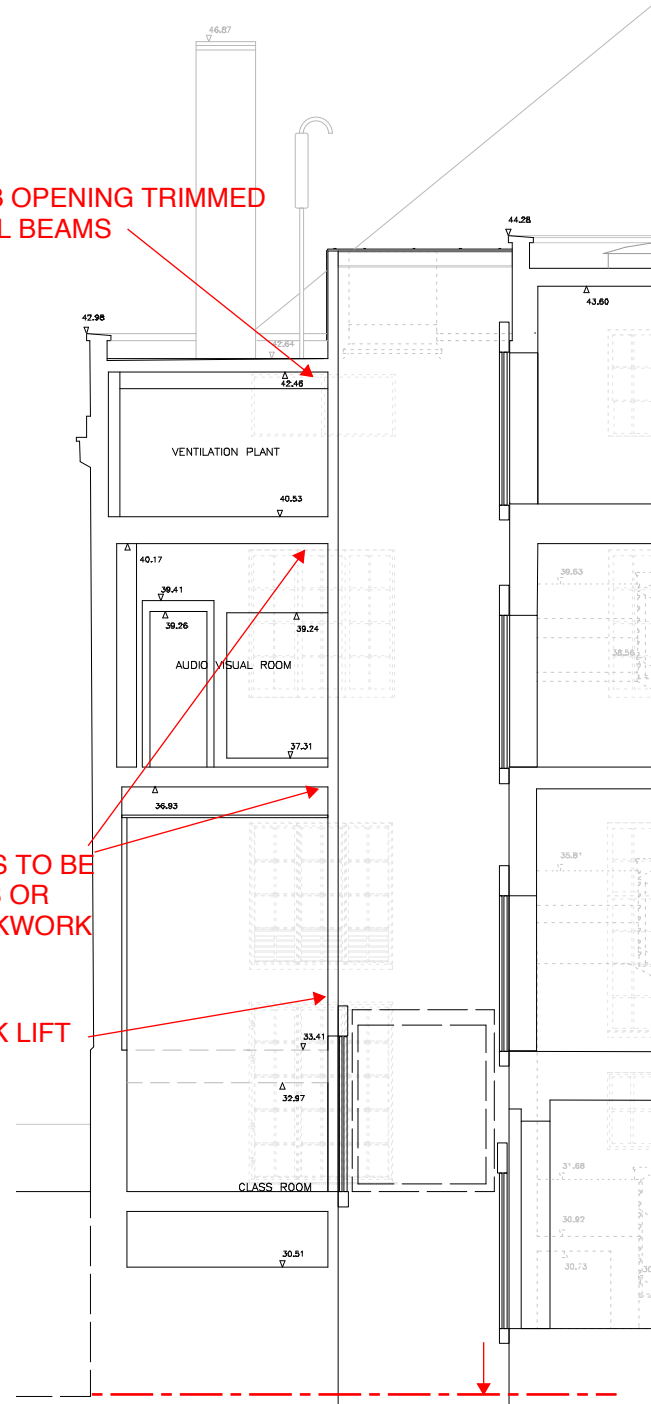 46.87
B OPENING TRIMMED
L BEAMS
44.28
43.60
42.98
42.64
42.46
VENTILATION PLANT
40.53
40.17
39.63
39.41
39.26
39.24
38.56
AUDIO VISUAL ROOM
37.31
36.93
S TO BE
S OR
KWORK
K LIFT
33.41
32.97
31.68
CLASS ROOM
30.92
30.51
30.73